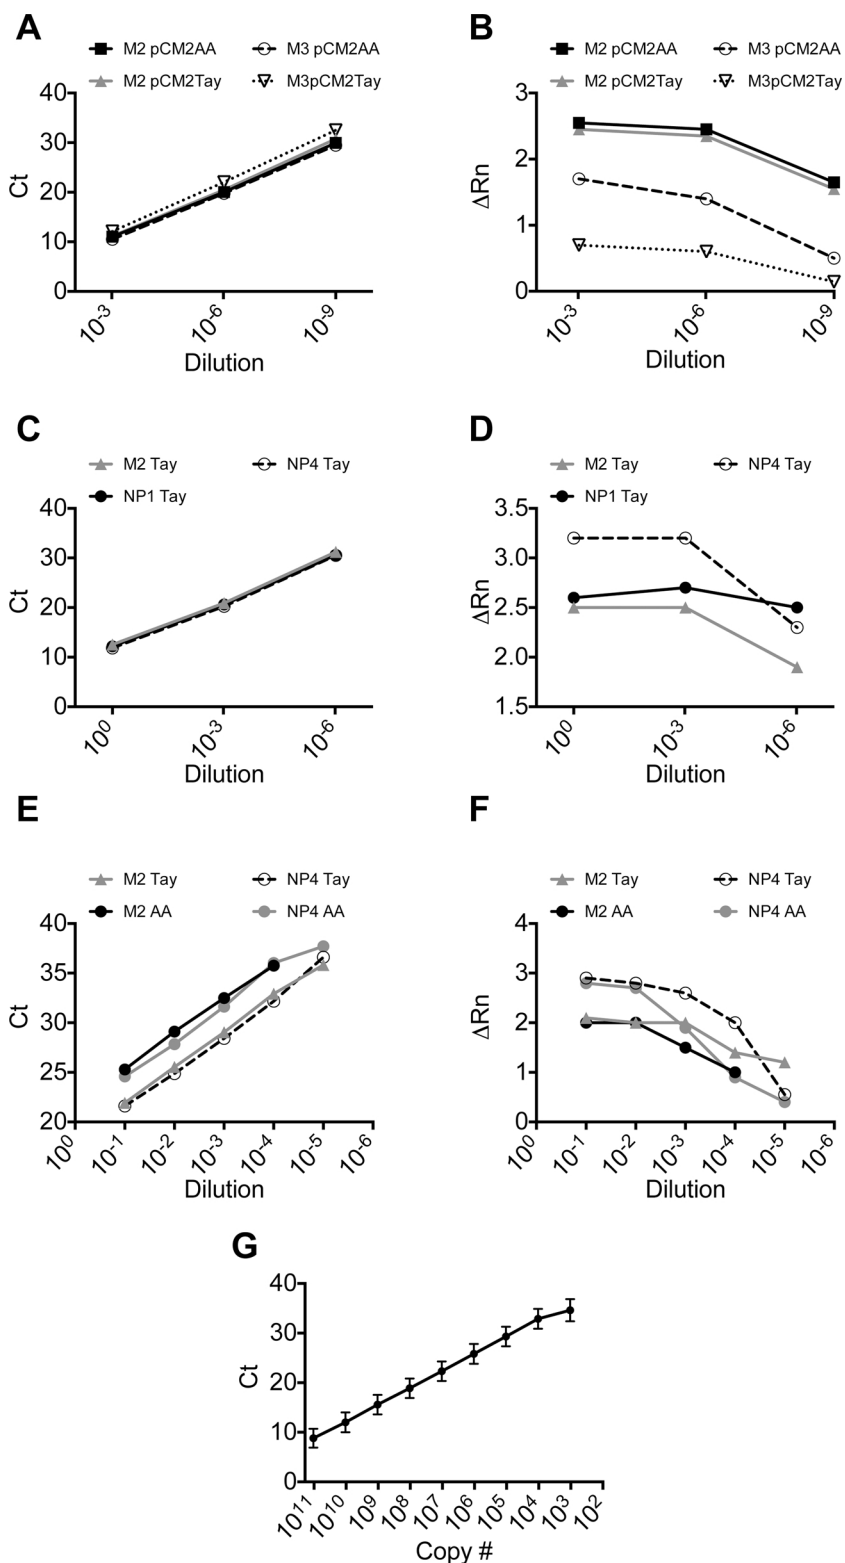 A
M2 pCM2AA
M3 pCM2AA
M2 pCM2Tay
M3pCM2Tay
40
30
20
10
0
Ct
10-3
10-6
10-9
Dilution
B
M2 pCM2AA
M3 pCM2AA
M2 pCM2Tay
M3pCM2Tay
3
2
1
0
ΔRn
10-3
10-6
10-9
Dilution
C
M2 Tay
NP4 Tay
NP1 Tay
40
30
20
10
0
Ct
100
10-3
10-6
Dilution
D
M2 Tay
NP4 Tay
NP1 Tay
3.5
3.0
2.5
2.0
1.5
ΔRn
100
10-3
10-6
Dilution
E
M2 Tay
NP4 Tay
M2 AA
NP4 AA
40
35
30
25
20
Ct
100
10-1
10-2
10-3
10-4
10-5
10-6
Dilution
F
M2 Tay
NP4 Tay
M2 AA
NP4 AA
4
3
2
1
0
ΔRn
100
10-1
10-2
10-3
10-4
10-5
10-6
Dilution
G
40
30
20
10
0
Ct
1011
1010
109
108
107
106
105
104
103
102
Copy #